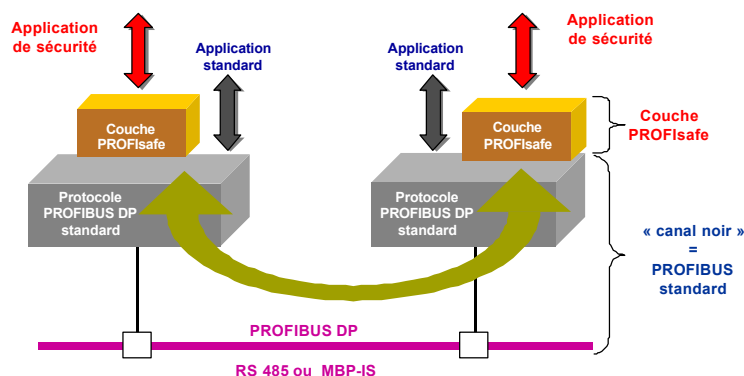 Application
de sécurité
Application
standard
Application
standard
Application
de sécurité
Couche
PROFIsafe
Couche
PROFIsafe
Couche
PROFIsafe
Protocole
PROFIBUS DP
standard
Protocole
PROFIBUS DP
standard
« canal noir »
=
PROFIBUS
standard
PROFIBUS DP
RS 485 ou MBP-IS